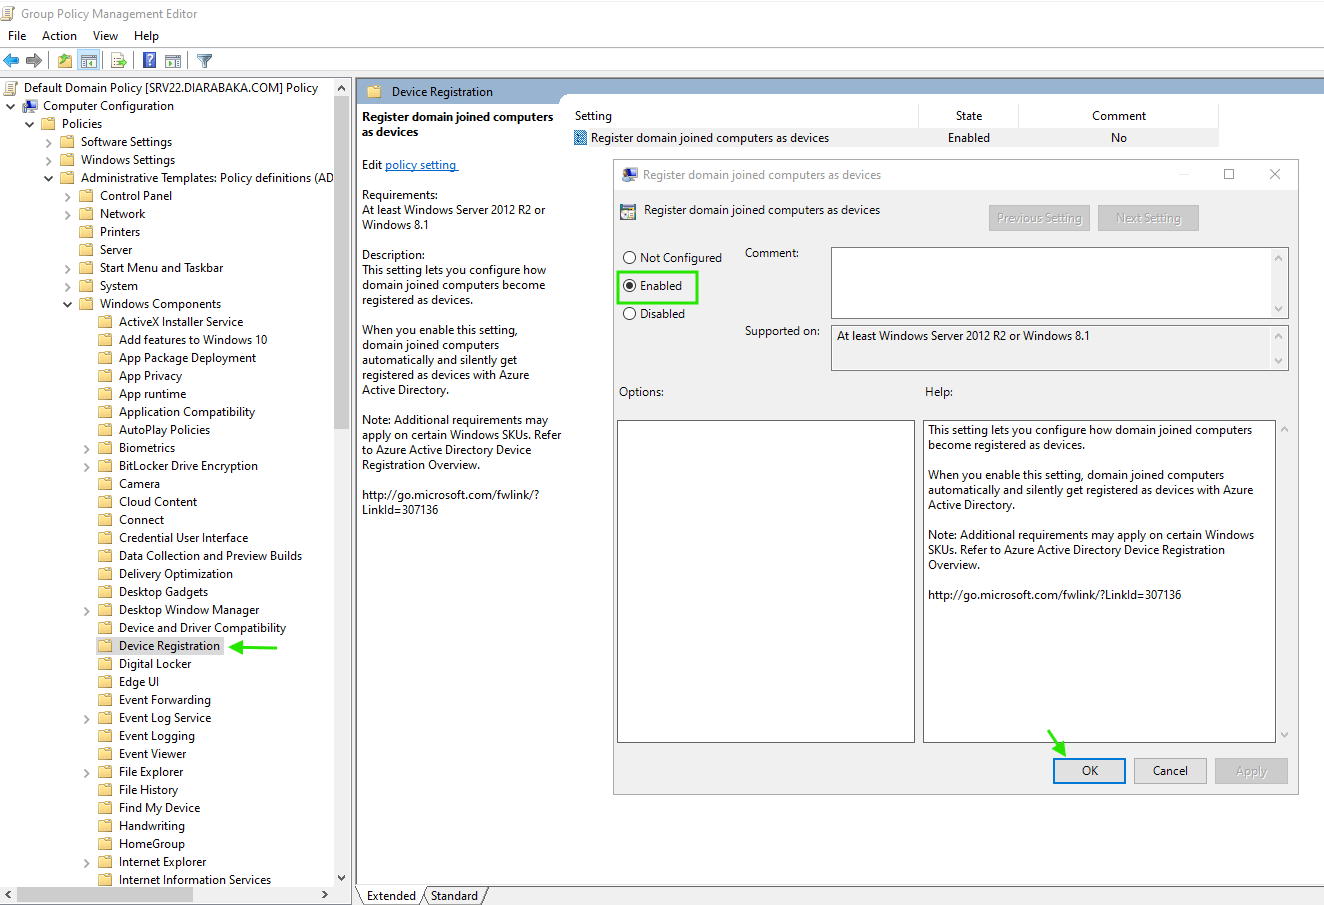 Group Policy Management Editor
File Action View Help
Default Domain Policy [SRV22.DIARABAKA.COM] Policy
Computer Configuration
Policies
Software Settings
Windows Settings
Administrative Templates: Policy definitions (AD
Control Panel
Network
Printers
Server
Start Menu and Taskbar
System
Windows Components
ActiveX Installer Service
Add features to Windows 10
App Package Deployment
App Privacy
App runtime
Application Compatibility
AutoPlay Policies
Biometrics
BitLocker Drive Encryption
Camera
Cloud Content
Connect
Credential User Interface
Data Collection and Preview Builds
Delivery Optimization
Desktop Gadgets
Desktop Window Manager
Device and Driver Compatibility
Device Registration
Digital Locker
Edge UI
Event Forwarding
Event Log Service
Event Logging
Event Viewer
File Explorer
File History
Find My Device
Handwriting
HomeGroup
Internet Explorer
Internet Information Services
Device Registration
Register domain joined computers
as devices
Edit policy setting
Requirements:
At least Windows Server 2012 R2 or
Windows 8.1
Description:
This setting lets you configure how
domain joined computers become
registered as devices.
When you enable this setting,
domain joined computers
automatically and silently get
registered as devices with Azure
Active Directory.
Note: Additional requirements may
apply on certain Windows SKUs. Refer
to Azure Active Directory Device
Registration Overview.
http://go.microsoft.com/fwlink/?
LinkId=307136
Setting State Comment
Register domain joined computers as devices Enabled No
Register domain joined computers as devices
Register domain joined computers as devices
Previous Setting Next Setting
Not Configured
Enabled
Disabled
Comment:
Supported on:
At least Windows Server 2012 R2 or Windows 8.1
Options:
Help:
This setting lets you configure how domain joined computers
become registered as devices.
When you enable this setting, domain joined computers
automatically and silently get registered as devices with Azure
Active Directory.
Note: Additional requirements may apply on certain Windows
SKUs. Refer to Azure Active Directory Device Registration
Overview.
http://go.microsoft.com/fwlink/?LinkId=307136
OK Cancel Apply
Extended Standard